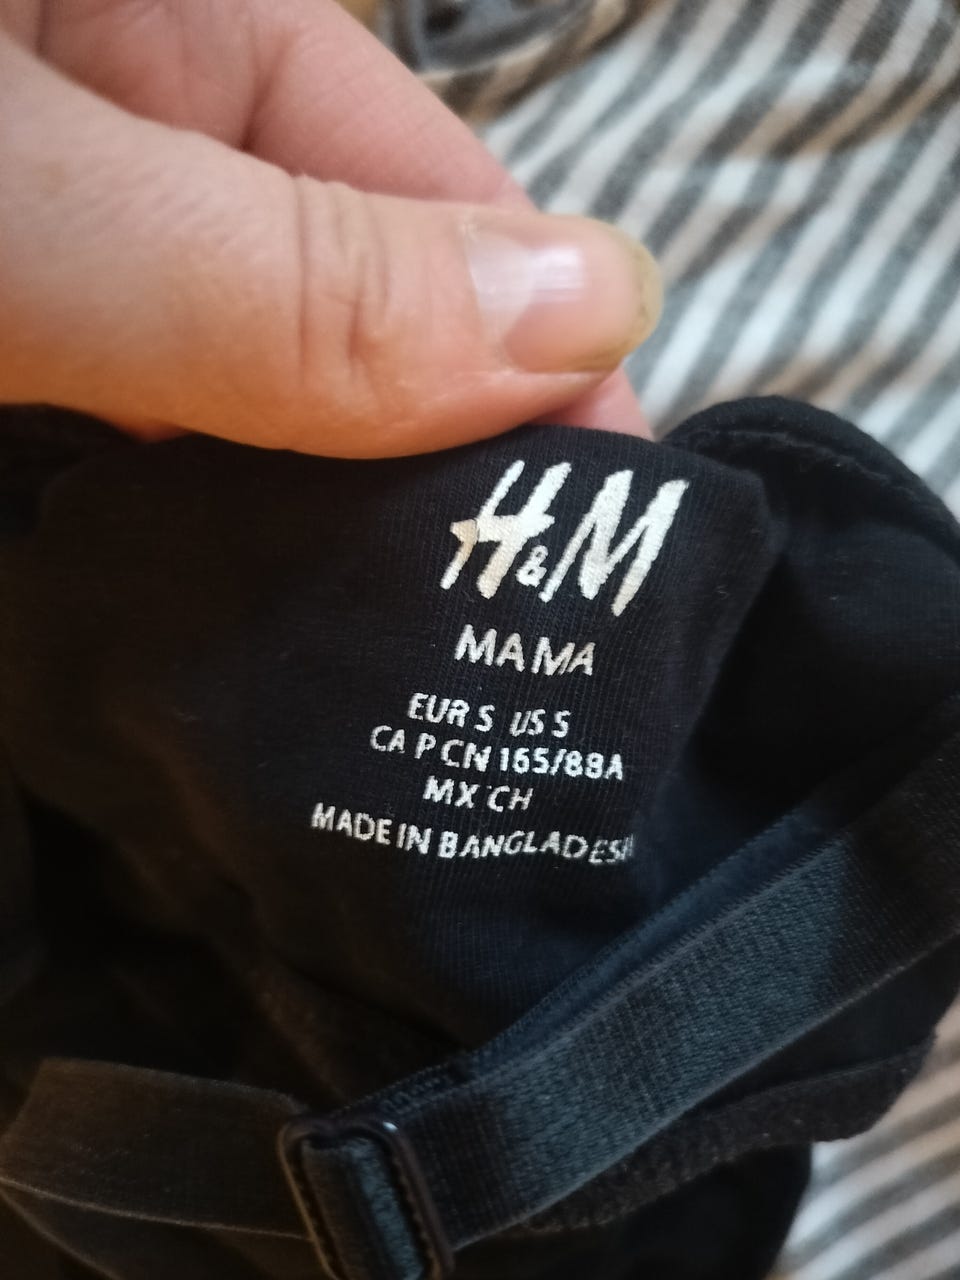 H&M
MAMA
EUR S US S
CA P CN 165/88A
MX CH
MADE IN BANGLADESH